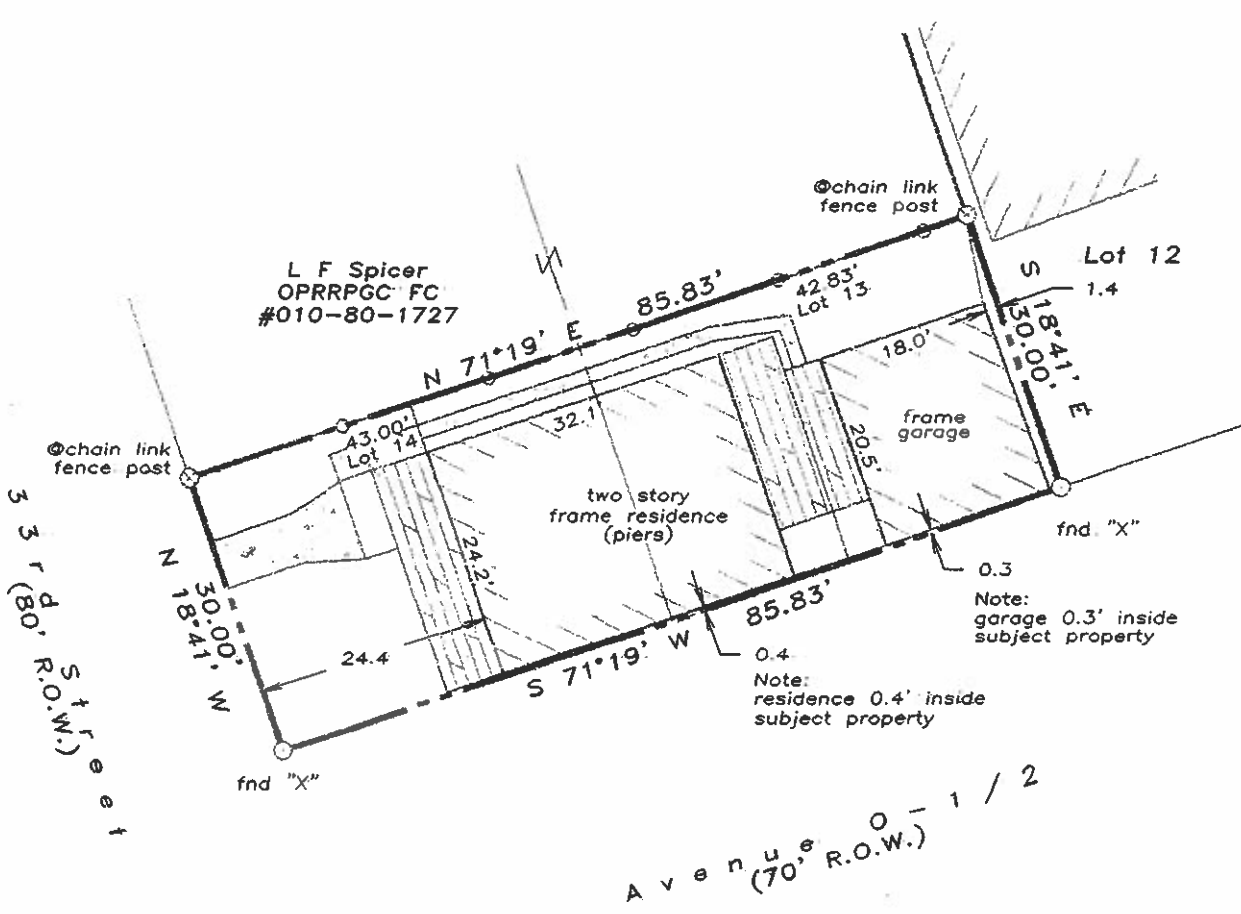 ©chain link
fence post
L F Spicer
OPRRPGC FC
#010-80-1727
N 71°19' E 85.83'
42.83'
Lot 13
Lot 12
S 18°41' E
30.00'
1.4
18.0'
43.00'
Lot 14
32.1
frame
garage
20.5'
©chain link
fence post
two story
frame residence
(piers)
24.2'
33rd Street
(80' R.O.W.)
N 18°41' W
30.00'
24.4
S 71°19' W 85.83'
fnd "X"
0.3
Note:
garage 0.3' inside
subject property
0.4
Note:
residence 0.4' inside
subject property
fnd "X"
Avenue O - 1/2
(70' R.O.W.)